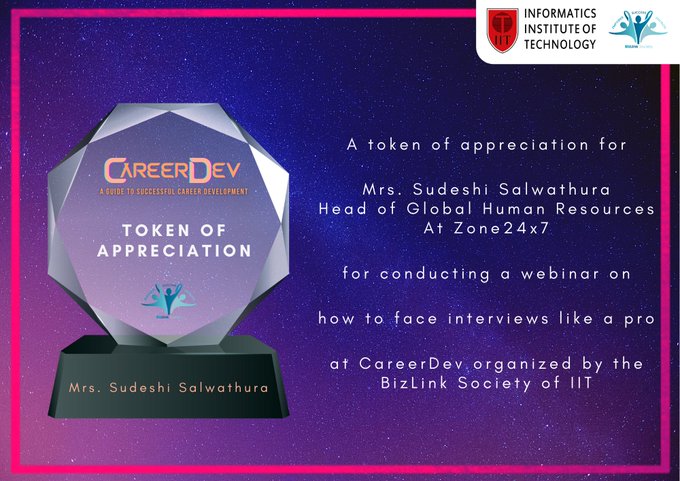 INFORMATICS
INSTITUTE OF
TECHNOLOGY
IIT
BIZLINK
CAREERDEV
A GUIDE TO SUCCESSFUL CAREER DEVELOPMENT
TOKEN OF
APPRECIATION
BIZLINK
Mrs. Sudeshi Salwathura
A token of appreciation for
Mrs. Sudeshi Salwathura
Head of Global Human Resources
At Zone24x7
for conducting a webinar on
how to face interviews like a pro
at CareerDev organized by the
BizLink Society of IIT